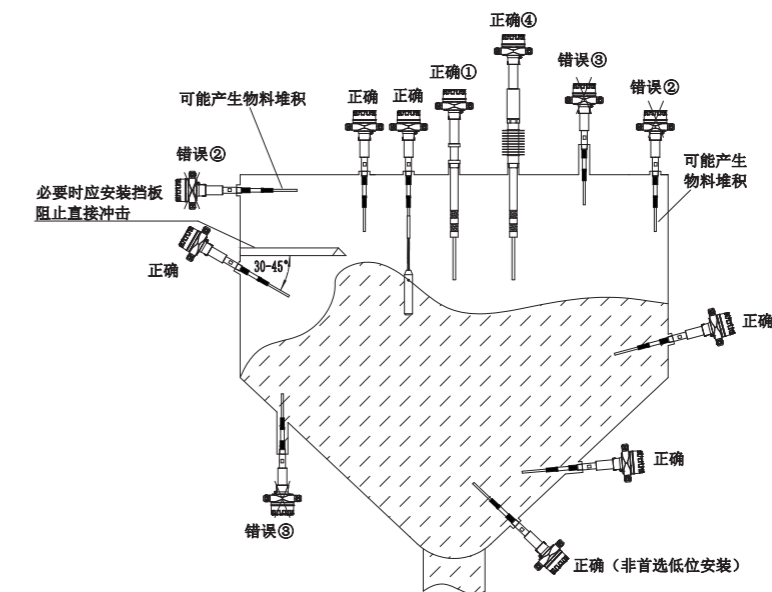 正确④
正确①
错误③
错误②
可能产生物料堆积
正确
正确
错误②
可能产生
物料堆积
必要时应安装挡板
阻止直接冲击
30-45°
正确
正确
正确
错误③
正确（非首选低位安装）